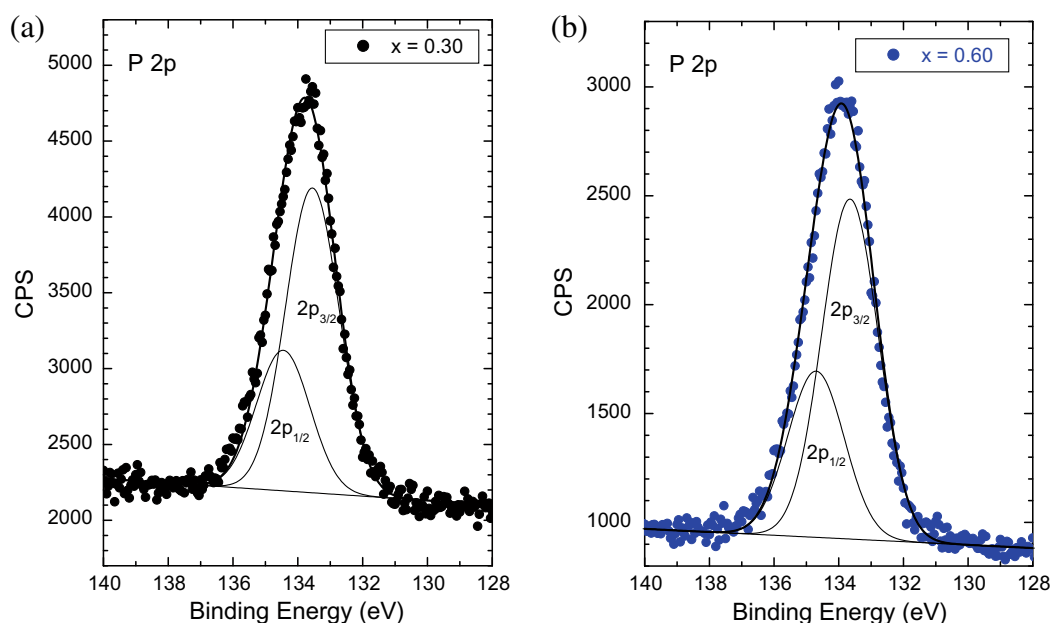 (a)
P 2p
x = 0.30
5000
4500
4000
3500
3000
2500
2000
CPS
2p3/2
2p1/2
140 138 136 134 132 130 128
Binding Energy (eV)
(b)
P 2p
x = 0.60
3000
2500
2000
1500
1000
CPS
2p3/2
2p1/2
140 138 136 134 132 130 128
Binding Energy (eV)